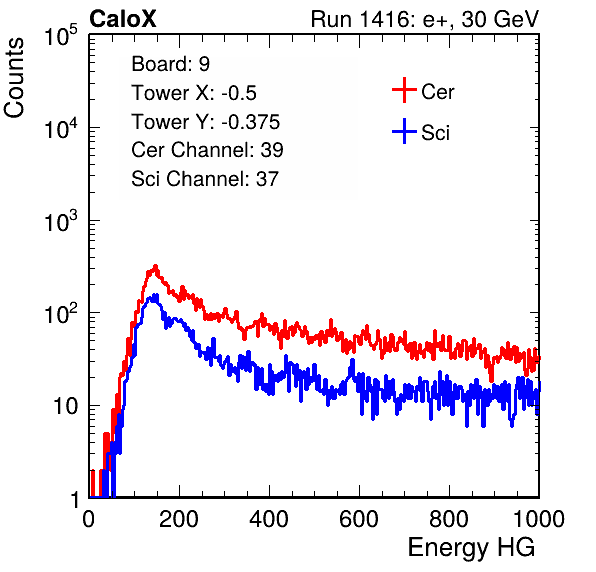 CaloX Run 1416: e+, 30 GeV
Counts
Board: 9
Tower X: -0.5
Tower Y: -0.375
Cer Channel: 39
Sci Channel: 37
Cer
Sci
10^5
10^4
10^3
10^2
10
1
0 200 400 600 800 1000
Energy HG